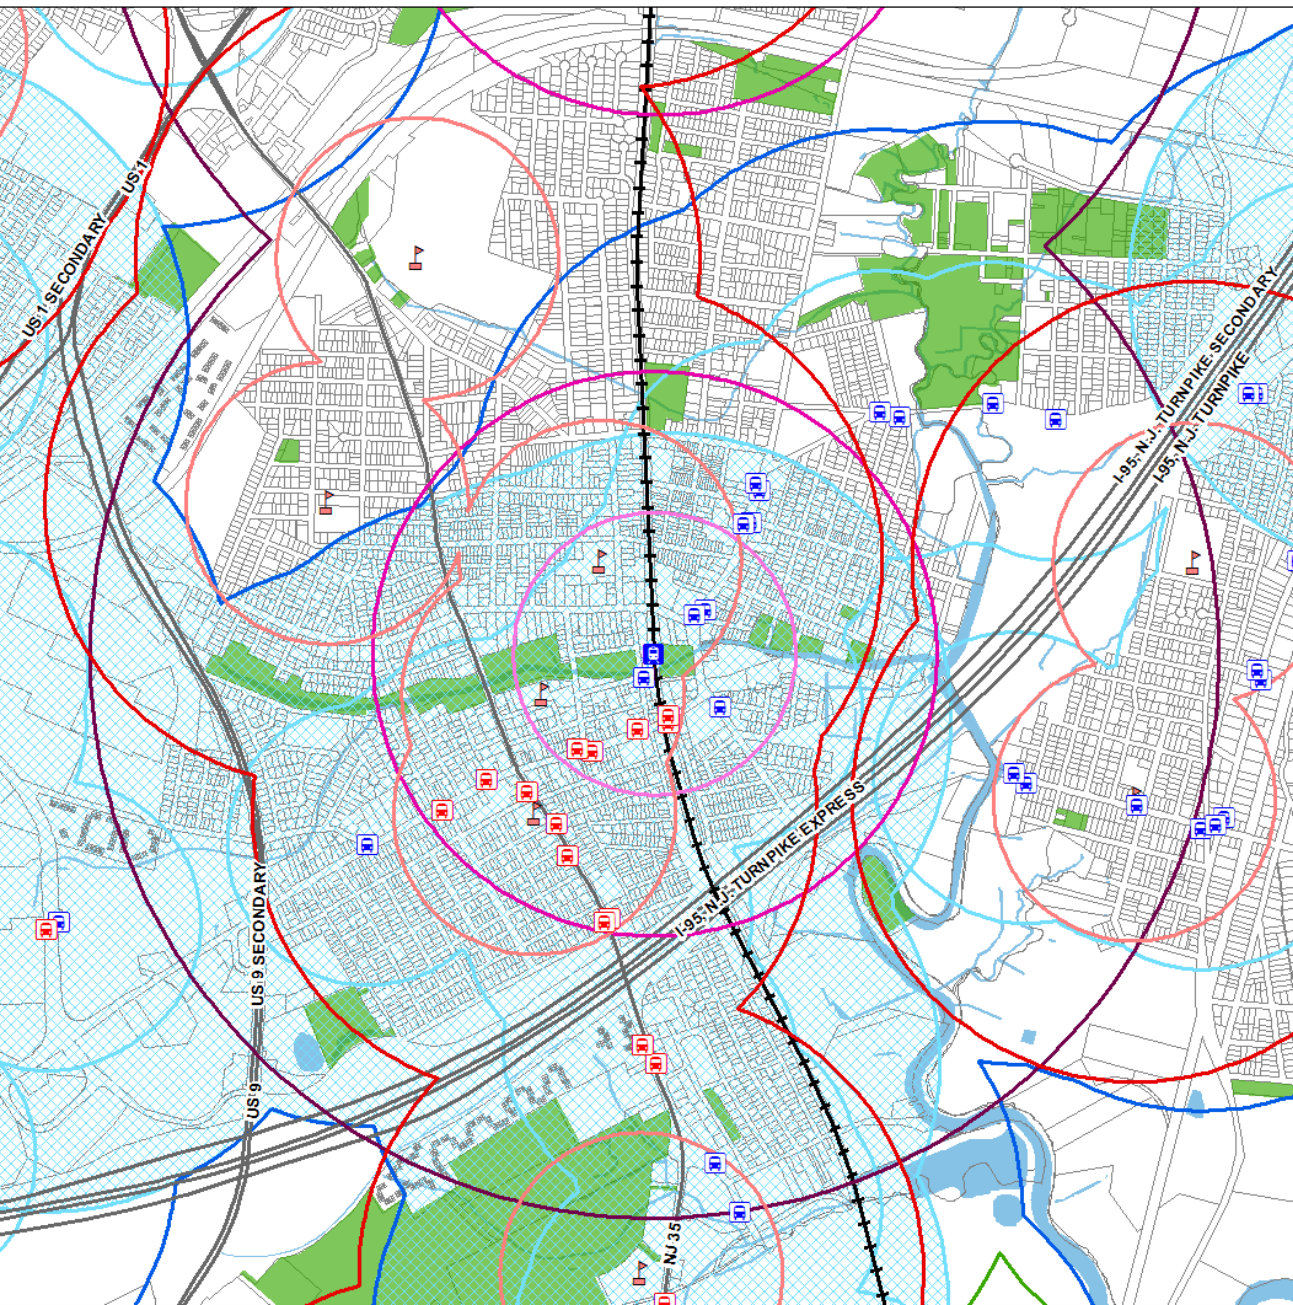 US 1
US 1 SECONDARY
I-95, N.J. TURNPIKE SECONDARY
I-95, N.J. TURNPIKE
I-95, N.J. TURNPIKE EXPRESS
US 9 SECONDARY
US 9
NJ 35